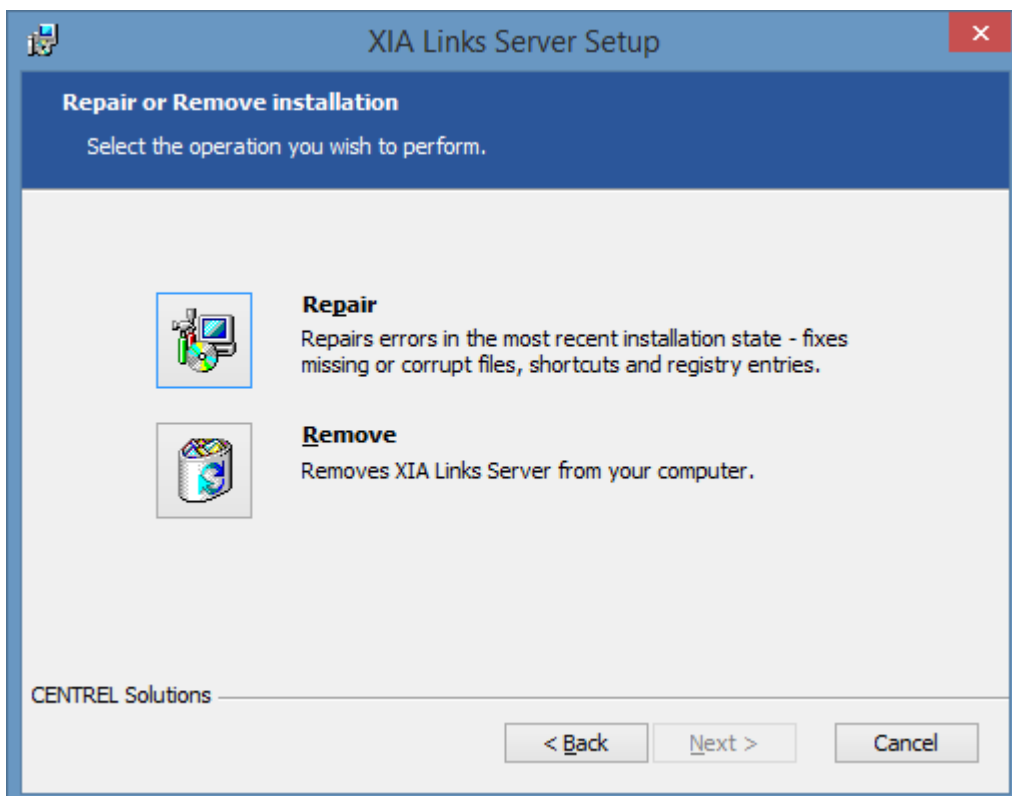 XIA Links Server Setup
Repair or Remove installation
Select the operation you wish to perform.
Repair
Repairs errors in the most recent installation state - fixes
missing or corrupt files, shortcuts and registry entries.
Remove
Removes XIA Links Server from your computer.
CENTREL Solutions
< Back
Next >
Cancel